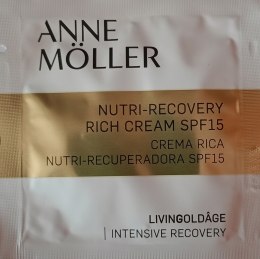 ANNE
MÖLLER
NUTRI-RECOVERY
RICH CREAM SPF15
CREMA RICA
NUTRI-RECUPERADORA SPF15
LIVINGOLDÂGE
INTENSIVE RECOVERY